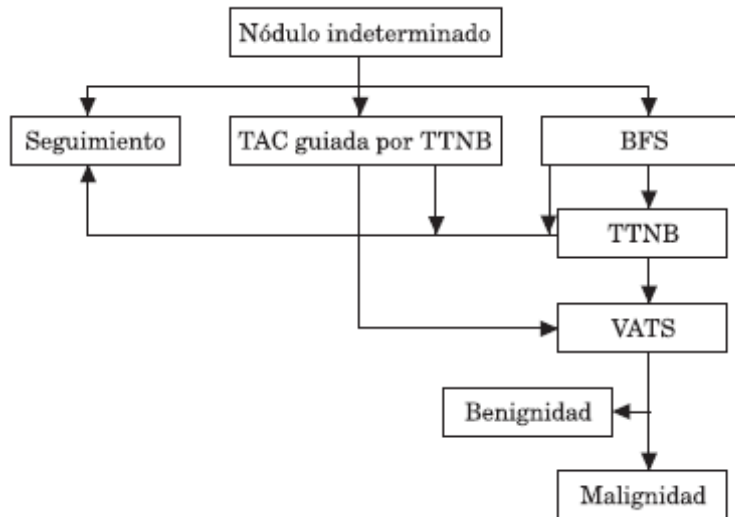 Nódulo indeterminado
Seguimiento
TAC guiada por TTNB
BFS
TTNB
VATS
Benignidad
Malignidad